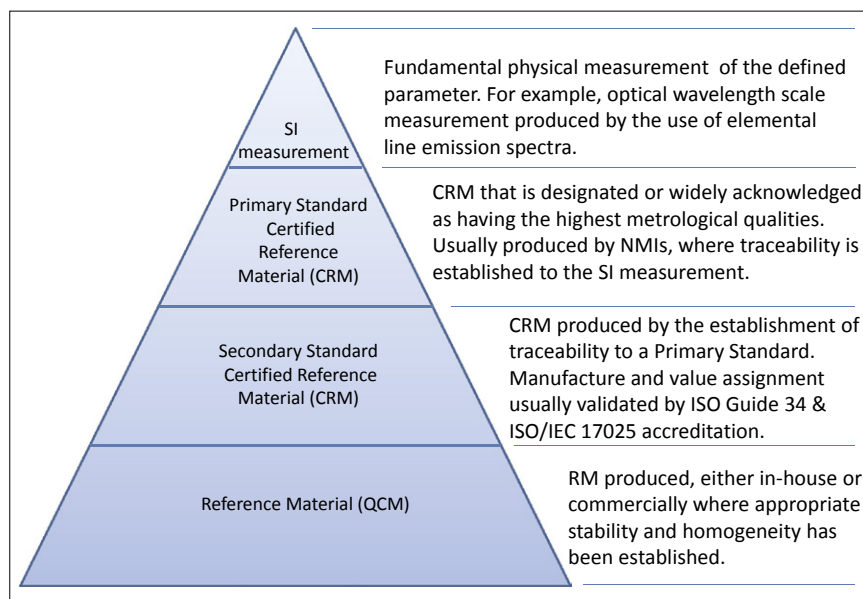 SI
measurement
Fundamental physical measurement of the defined
parameter. For example, optical wavelength scale
measurement produced by the use of elemental
line emission spectra.
Primary Standard
Certified
Reference
Material (CRM)
CRM that is designated or widely acknowledged
as having the highest metrological qualities.
Usually produced by NMIs, where traceability is
established to the SI measurement.
Secondary Standard
Certified Reference
Material (CRM)
CRM produced by the establishment of
traceability to a Primary Standard.
Manufacture and value assignment
usually validated by ISO Guide 34 &
ISO/IEC 17025 accreditation.
Reference Material (QCM)
RM produced, either in-house or
commercially where appropriate
stability and homogeneity has
been established.